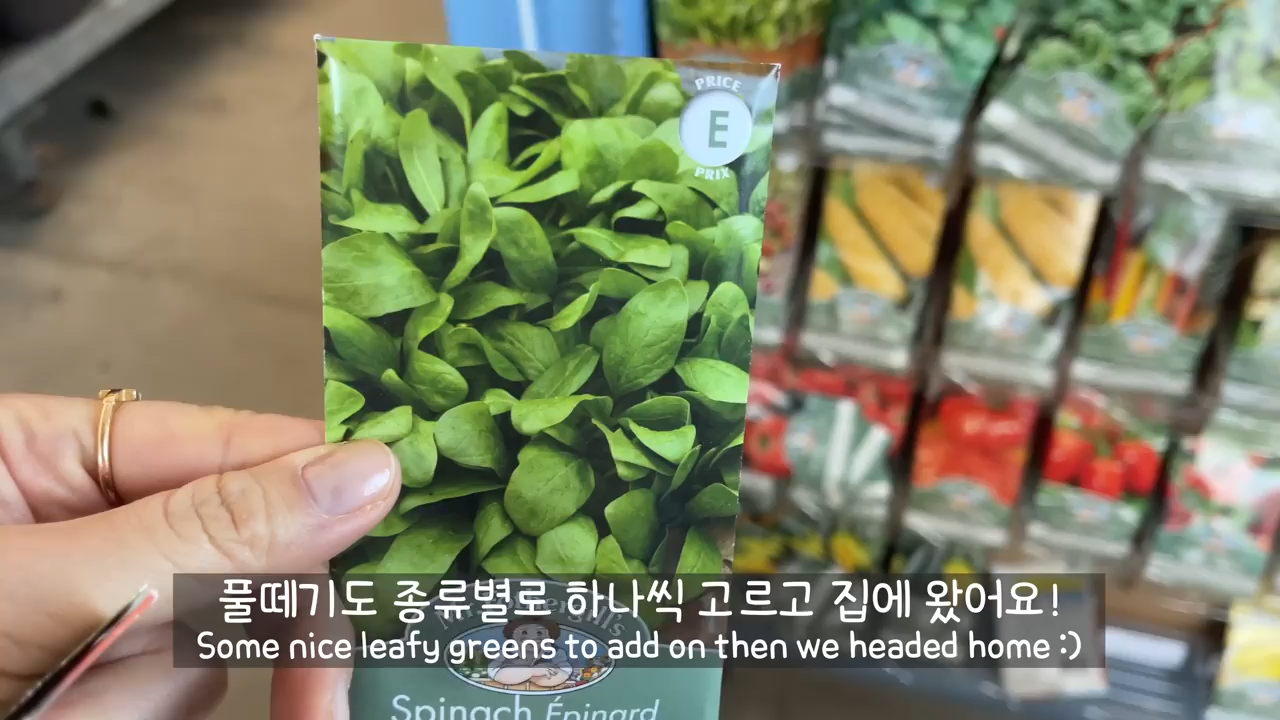 PRICE
E
PRIX
풀떼기도 종류별로 하나씩 고르고 집에 왔어요!
Some nice leafy greens to add on then we headed home :)
Spinach Épinard